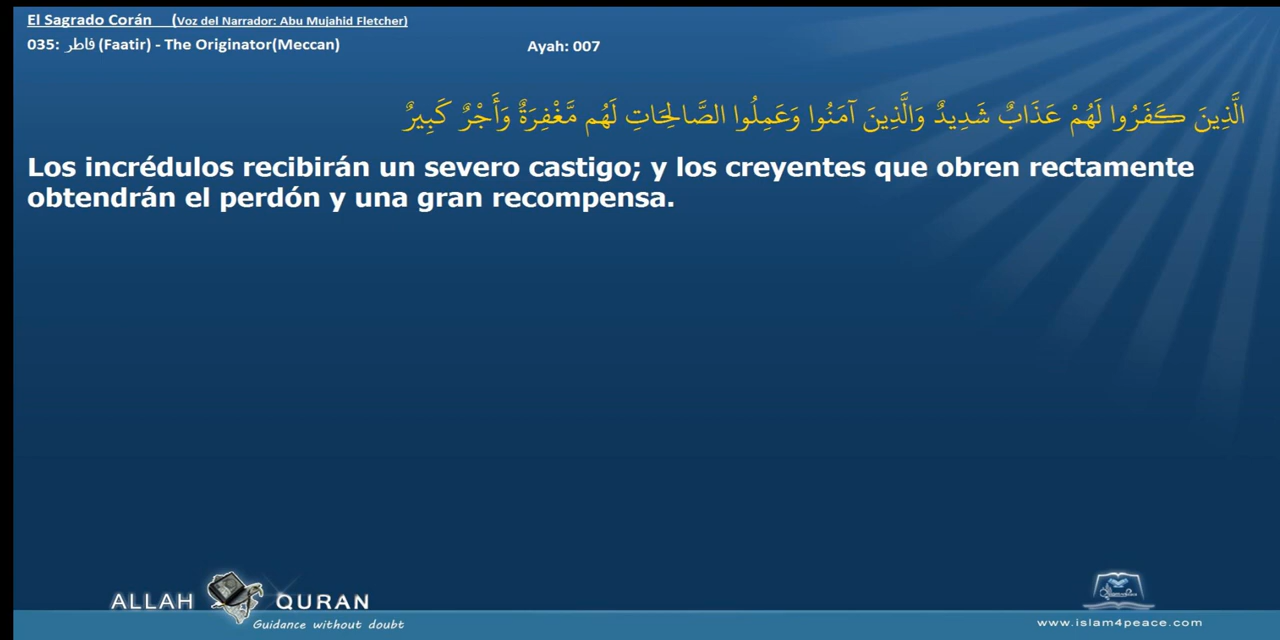 El Sagrado Corán (Voz del Narrador: Abu Mujahid Fletcher)
035: فاطر (Faatir) - The Originator(Meccan) Ayah: 007
الَّذِينَ كَفَرُوا لَهُمْ عَذَابٌ شَدِيدٌ وَالَّذِينَ آمَنُوا وَعَمِلُوا الصَّالِحَاتِ لَهُم مَّغْفِرَةٌ وَأَجْرٌ كَبِيرٌ
Los incrédulos recibirán un severo castigo; y los creyentes que obren rectamente
obtendrán el perdón y una gran recompensa.
ALLAH QURAN
Guidance without doubt
www.islam4peace.com